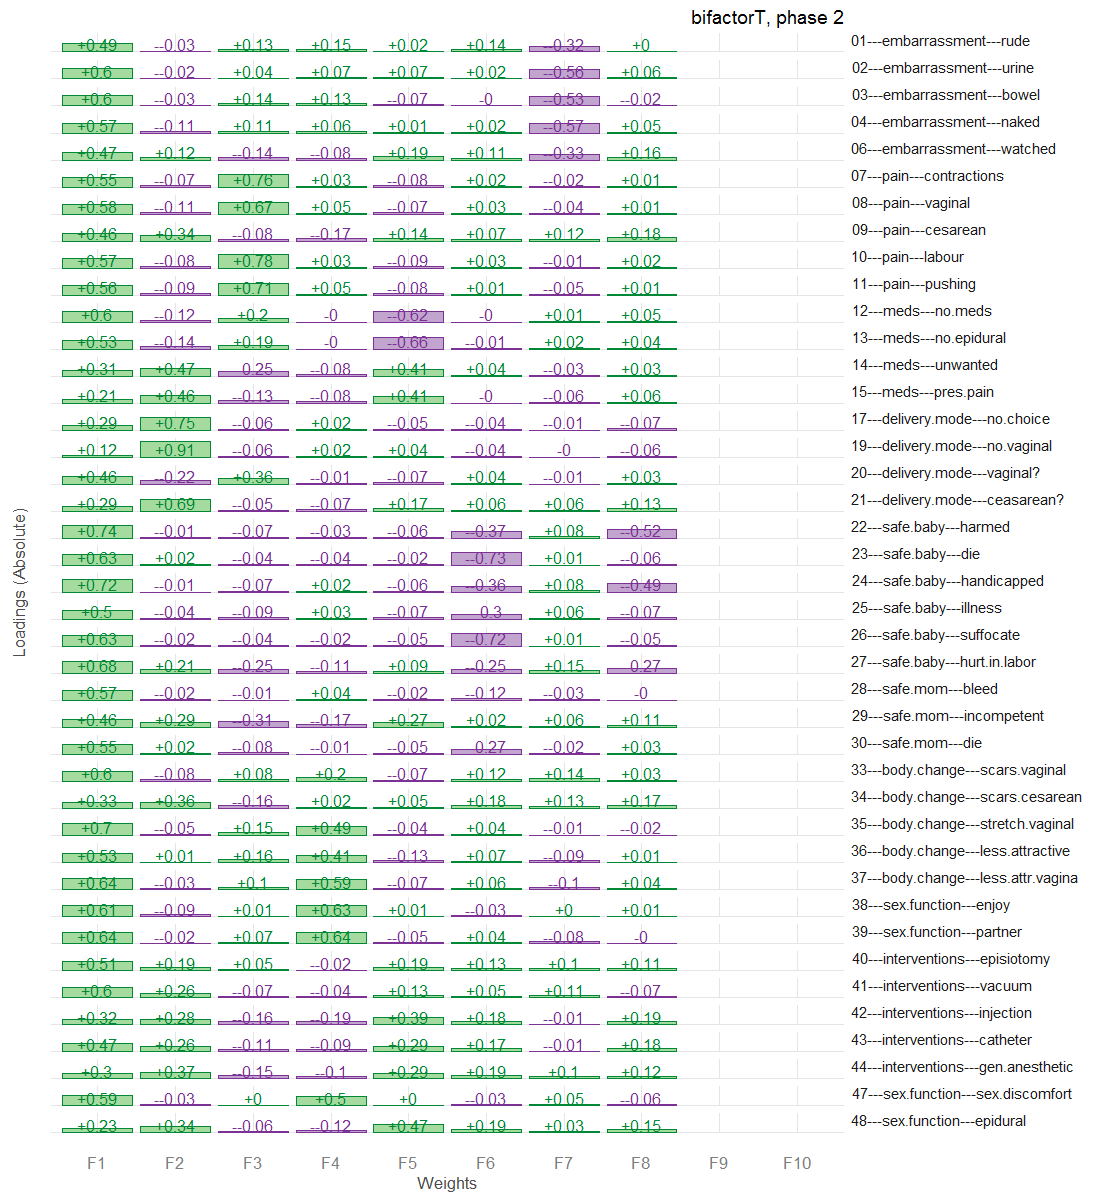 bifactorT, phase 2
+0.49 --0.03 +0.13 +0.15 +0.02 +0.14 --0.32 +0 01---embarrassment---rude
+0.6 --0.02 +0.04 +0.07 +0.07 +0.02 --0.56 +0.06 02---embarrassment---urine
+0.6 --0.03 +0.14 +0.13 --0.07 -0 --0.53 --0.02 03---embarrassment---bowel
+0.57 --0.11 +0.11 +0.06 +0.01 +0.02 --0.57 +0.05 04---embarrassment---naked
+0.47 +0.12 --0.14 --0.08 +0.19 +0.11 --0.33 +0.16 06---embarrassment---watched
+0.55 --0.07 +0.76 +0.03 --0.08 +0.02 --0.02 +0.01 07---pain---contractions
+0.58 --0.11 +0.67 +0.05 --0.07 +0.03 --0.04 +0.01 08---pain---vaginal
+0.46 +0.34 --0.08 --0.17 +0.14 +0.07 +0.12 +0.18 09---pain---cesarean
+0.57 --0.08 +0.78 +0.03 --0.09 +0.03 --0.01 +0.02 10---pain---labour
+0.56 --0.09 +0.71 +0.05 --0.08 +0.01 --0.05 +0.01 11---pain---pushing
+0.6 --0.12 +0.2 -0 --0.62 -0 +0.01 +0.05 12---meds---no.meds
+0.53 --0.14 +0.19 -0 --0.66 --0.01 +0.02 +0.04 13---meds---no.epidural
+0.31 +0.47 --0.25 --0.08 +0.41 +0.04 --0.03 +0.03 14---meds---unwanted
+0.21 +0.46 --0.13 --0.08 +0.41 -0 --0.06 +0.06 15---meds---pres.pain
+0.29 +0.75 --0.06 +0.02 --0.05 --0.04 --0.01 --0.07 17---delivery.mode---no.choice
+0.12 +0.91 --0.06 +0.02 +0.04 --0.04 -0 --0.06 19---delivery.mode---no.vaginal
+0.46 --0.22 +0.36 --0.01 --0.07 +0.04 --0.01 +0.03 20---delivery.mode---vaginal?
+0.29 +0.69 --0.05 --0.07 +0.17 +0.06 +0.06 +0.13 21---delivery.mode---ceasarean?
+0.74 --0.01 --0.07 --0.03 --0.06 --0.37 +0.08 --0.52 22---safe.baby---harmed
+0.63 +0.02 --0.04 --0.04 --0.02 --0.73 +0.01 --0.06 23---safe.baby---die
+0.72 --0.01 --0.07 +0.02 --0.06 --0.36 +0.08 --0.49 24---safe.baby---handicapped
+0.5 --0.04 --0.09 +0.03 --0.07 --0.3 +0.06 --0.07 25---safe.baby---illness
+0.63 --0.02 --0.04 --0.02 --0.05 --0.72 +0.01 --0.05 26---safe.baby---suffocate
+0.68 +0.21 --0.25 --0.11 +0.09 --0.25 +0.15 --0.27 27---safe.baby---hurt.in.labor
+0.57 --0.02 --0.01 +0.04 --0.02 --0.12 --0.03 -0 28---safe.mom---bleed
+0.46 +0.29 --0.31 --0.17 +0.27 +0.02 +0.06 +0.11 29---safe.mom---incompetent
+0.55 +0.02 --0.08 --0.01 --0.05 --0.27 --0.02 +0.03 30---safe.mom---die
+0.6 --0.08 +0.08 +0.2 --0.07 +0.12 +0.14 +0.03 33---body.change---scars.vaginal
+0.33 +0.36 --0.16 +0.02 +0.05 +0.18 +0.13 +0.17 34---body.change---scars.cesarean
+0.7 --0.05 +0.15 +0.49 --0.04 +0.04 --0.01 --0.02 35---body.change---stretch.vaginal
+0.53 +0.01 +0.16 +0.41 --0.13 +0.07 --0.09 +0.01 36---body.change---less.attractive
+0.64 --0.03 +0.1 +0.59 --0.07 +0.06 --0.1 +0.04 37---body.change---less.attr.vagina
+0.61 --0.09 +0.01 +0.63 +0.01 --0.03 +0 +0.01 38---sex.function---enjoy
+0.64 --0.02 +0.07 +0.64 --0.05 +0.04 --0.08 -0 39---sex.function---partner
+0.51 +0.19 +0.05 --0.02 +0.19 +0.13 +0.1 +0.11 40---interventions---episiotomy
+0.6 +0.26 --0.07 --0.04 +0.13 +0.05 +0.11 --0.07 41---interventions---vacuum
+0.32 +0.28 --0.16 --0.19 +0.39 +0.18 --0.01 +0.19 42---interventions---injection
+0.47 +0.26 --0.11 --0.09 +0.29 +0.17 --0.01 +0.18 43---interventions---catheter
+0.3 +0.37 --0.15 --0.1 +0.29 +0.19 +0.1 +0.12 44---interventions---gen.anesthetic
+0.59 --0.03 +0 +0.5 +0 --0.03 +0.05 --0.06 47---sex.function---sex.discomfort
+0.23 +0.34 --0.06 --0.12 +0.47 +0.19 +0.03 +0.15 48---sex.function---epidural
F1 F2 F3 F4 F5 F6 F7 F8 F9 F10
Weights
Loadings (Absolute)